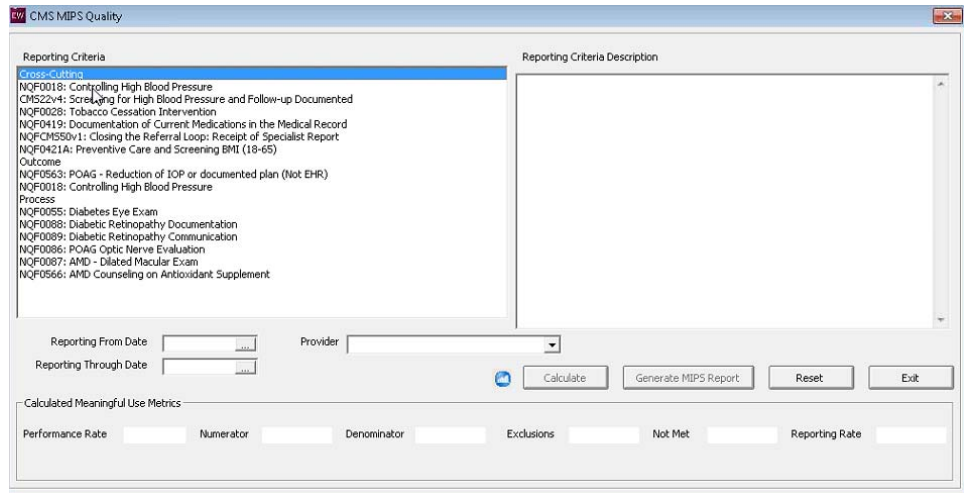 EW CMS MIPS Quality
Reporting Criteria
Cross-Cutting
NQF0018: Controlling High Blood Pressure
CMS22v4: Screening for High Blood Pressure and Follow-up Documented
NQF0028: Tobacco Cessation Intervention
NQF0419: Documentation of Current Medications in the Medical Record
NQFCMS50v1: Closing the Referral Loop: Receipt of Specialist Report
NQF0421A: Preventive Care and Screening BMI (18-65)
Outcome
NQF0563: POAG - Reduction of IOP or documented plan (Not EHR)
NQF0018: Controlling High Blood Pressure
Process
NQF0055: Diabetes Eye Exam
NQF0088: Diabetic Retinopathy Documentation
NQF0089: Diabetic Retinopathy Communication
NQF0086: POAG Optic Nerve Evaluation
NQF0087: AMD - Dilated Macular Exam
NQF0566: AMD Counseling on Antioxidant Supplement
Reporting Criteria Description
Reporting From Date ... Provider
Reporting Through Date ...
Calculate Generate MIPS Report Reset Exit
Calculated Meaningful Use Metrics
Performance Rate Numerator Denominator Exclusions Not Met Reporting Rate